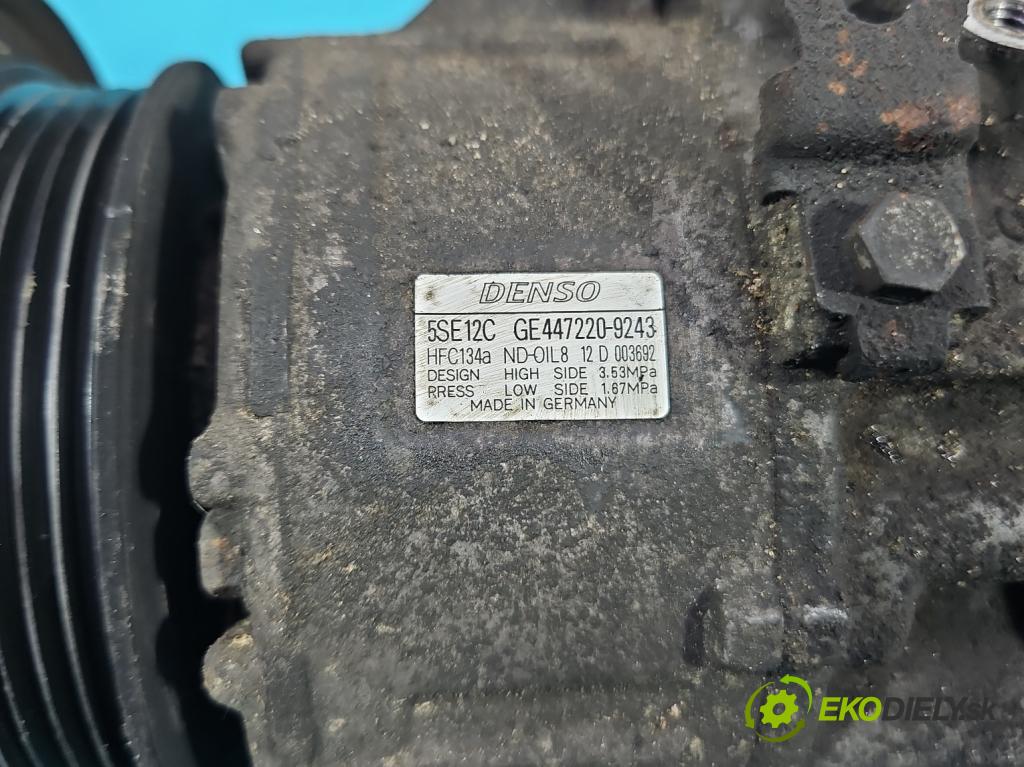 DENSO
5SE12C GE447220-9243
HFC134a ND-OIL8 12 D 003692
DESIGN HIGH SIDE 3.53MPa
RRESS LOW SIDE 1.67MPa
MADE IN GERMANY
EKODIELY.sk